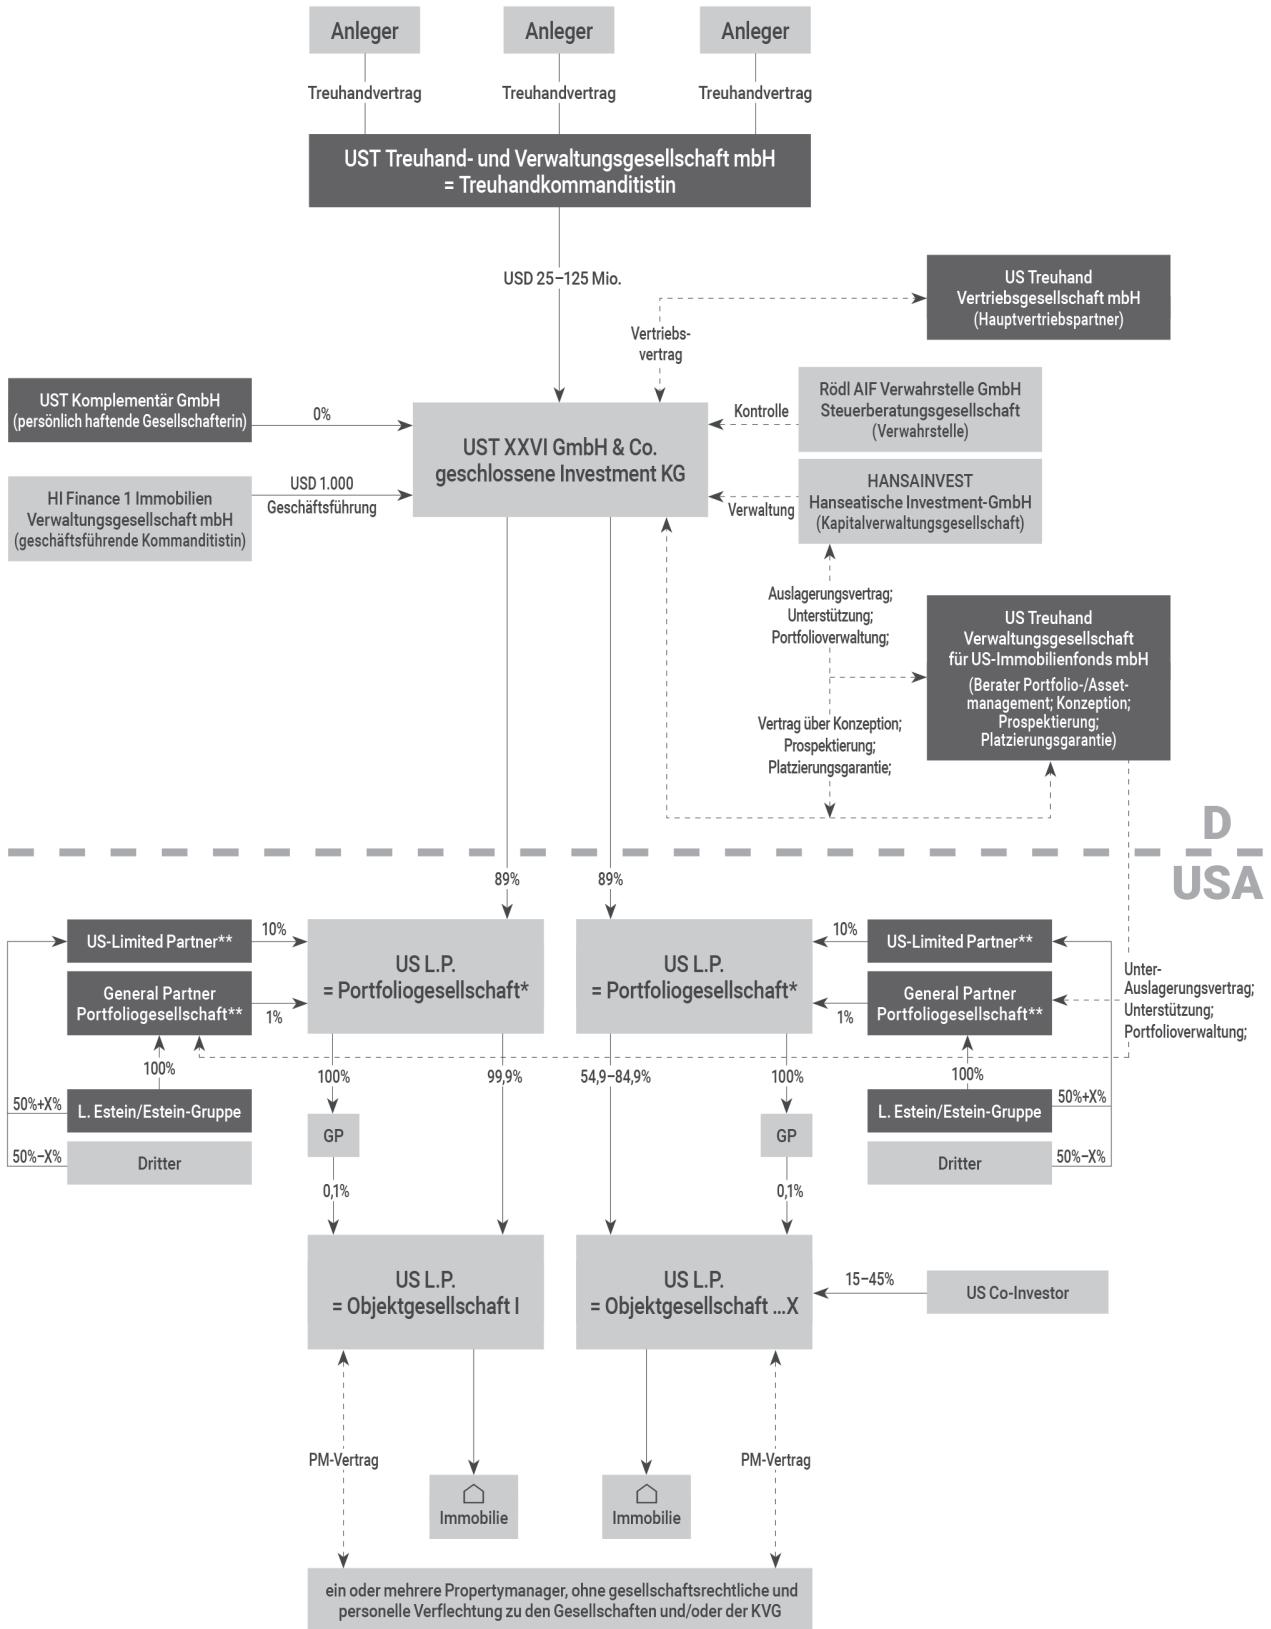 Anleger
Anleger
Anleger
Treuhandvertrag
Treuhandvertrag
Treuhandvertrag
UST Treuhand- und Verwaltungsgesellschaft mbH
= Treuhandkommanditistin
USD 25–125 Mio.
US Treuhand
Vertriebsgesellschaft mbH
(Hauptvertriebspartner)
Vertriebs-
vertrag
UST Komplementär GmbH
(persönlich haftende Gesellschafterin)
0%
UST XXVI GmbH & Co.
geschlossene Investment KG
Kontrolle
Rödl AIF Verwahrstelle GmbH
Steuerberatungsgesellschaft
(Verwahrstelle)
HI Finance 1 Immobilien
Verwaltungsgesellschaft mbH
(geschäftsführende Kommanditistin)
USD 1.000
Geschäftsführung
Verwaltung
HANSAINVEST
Hanseatische Investment-GmbH
(Kapitalverwaltungsgesellschaft)
Auslagerungsvertrag;
Unterstützung;
Portfolioverwaltung;
US Treuhand
Verwaltungsgesellschaft
für US-Immobilienfonds mbH
(Berater Portfolio-/Asset-
management; Konzeption;
Prospektierung;
Platzierungsgarantie)
Vertrag über Konzeption;
Prospektierung;
Platzierungsgarantie;
D
USA
89%
89%
US-Limited Partner**
10%
General Partner
Portfoliogesellschaft**
1%
US L.P.
= Portfoliogesellschaft*
US L.P.
= Portfoliogesellschaft*
10%
US-Limited Partner**
1%
General Partner
Portfoliogesellschaft**
Unter-
Auslagerungsvertrag;
Unterstützung;
Portfolioverwaltung;
100%
100%
99,9%
54,9–84,9%
100%
100%
50%+X%
L. Estein/Estein-Gruppe
50%–X%
Dritter
GP
GP
L. Estein/Estein-Gruppe
50%+X%
Dritter
50%–X%
0,1%
0,1%
US L.P.
= Objektgesellschaft I
US L.P.
= Objektgesellschaft ...X
15–45%
US Co-Investor
PM-Vertrag
PM-Vertrag
Immobilie
Immobilie
ein oder mehrere Propertymanager, ohne gesellschaftsrechtliche und
personelle Verflechtung zu den Gesellschaften und/oder der KVG